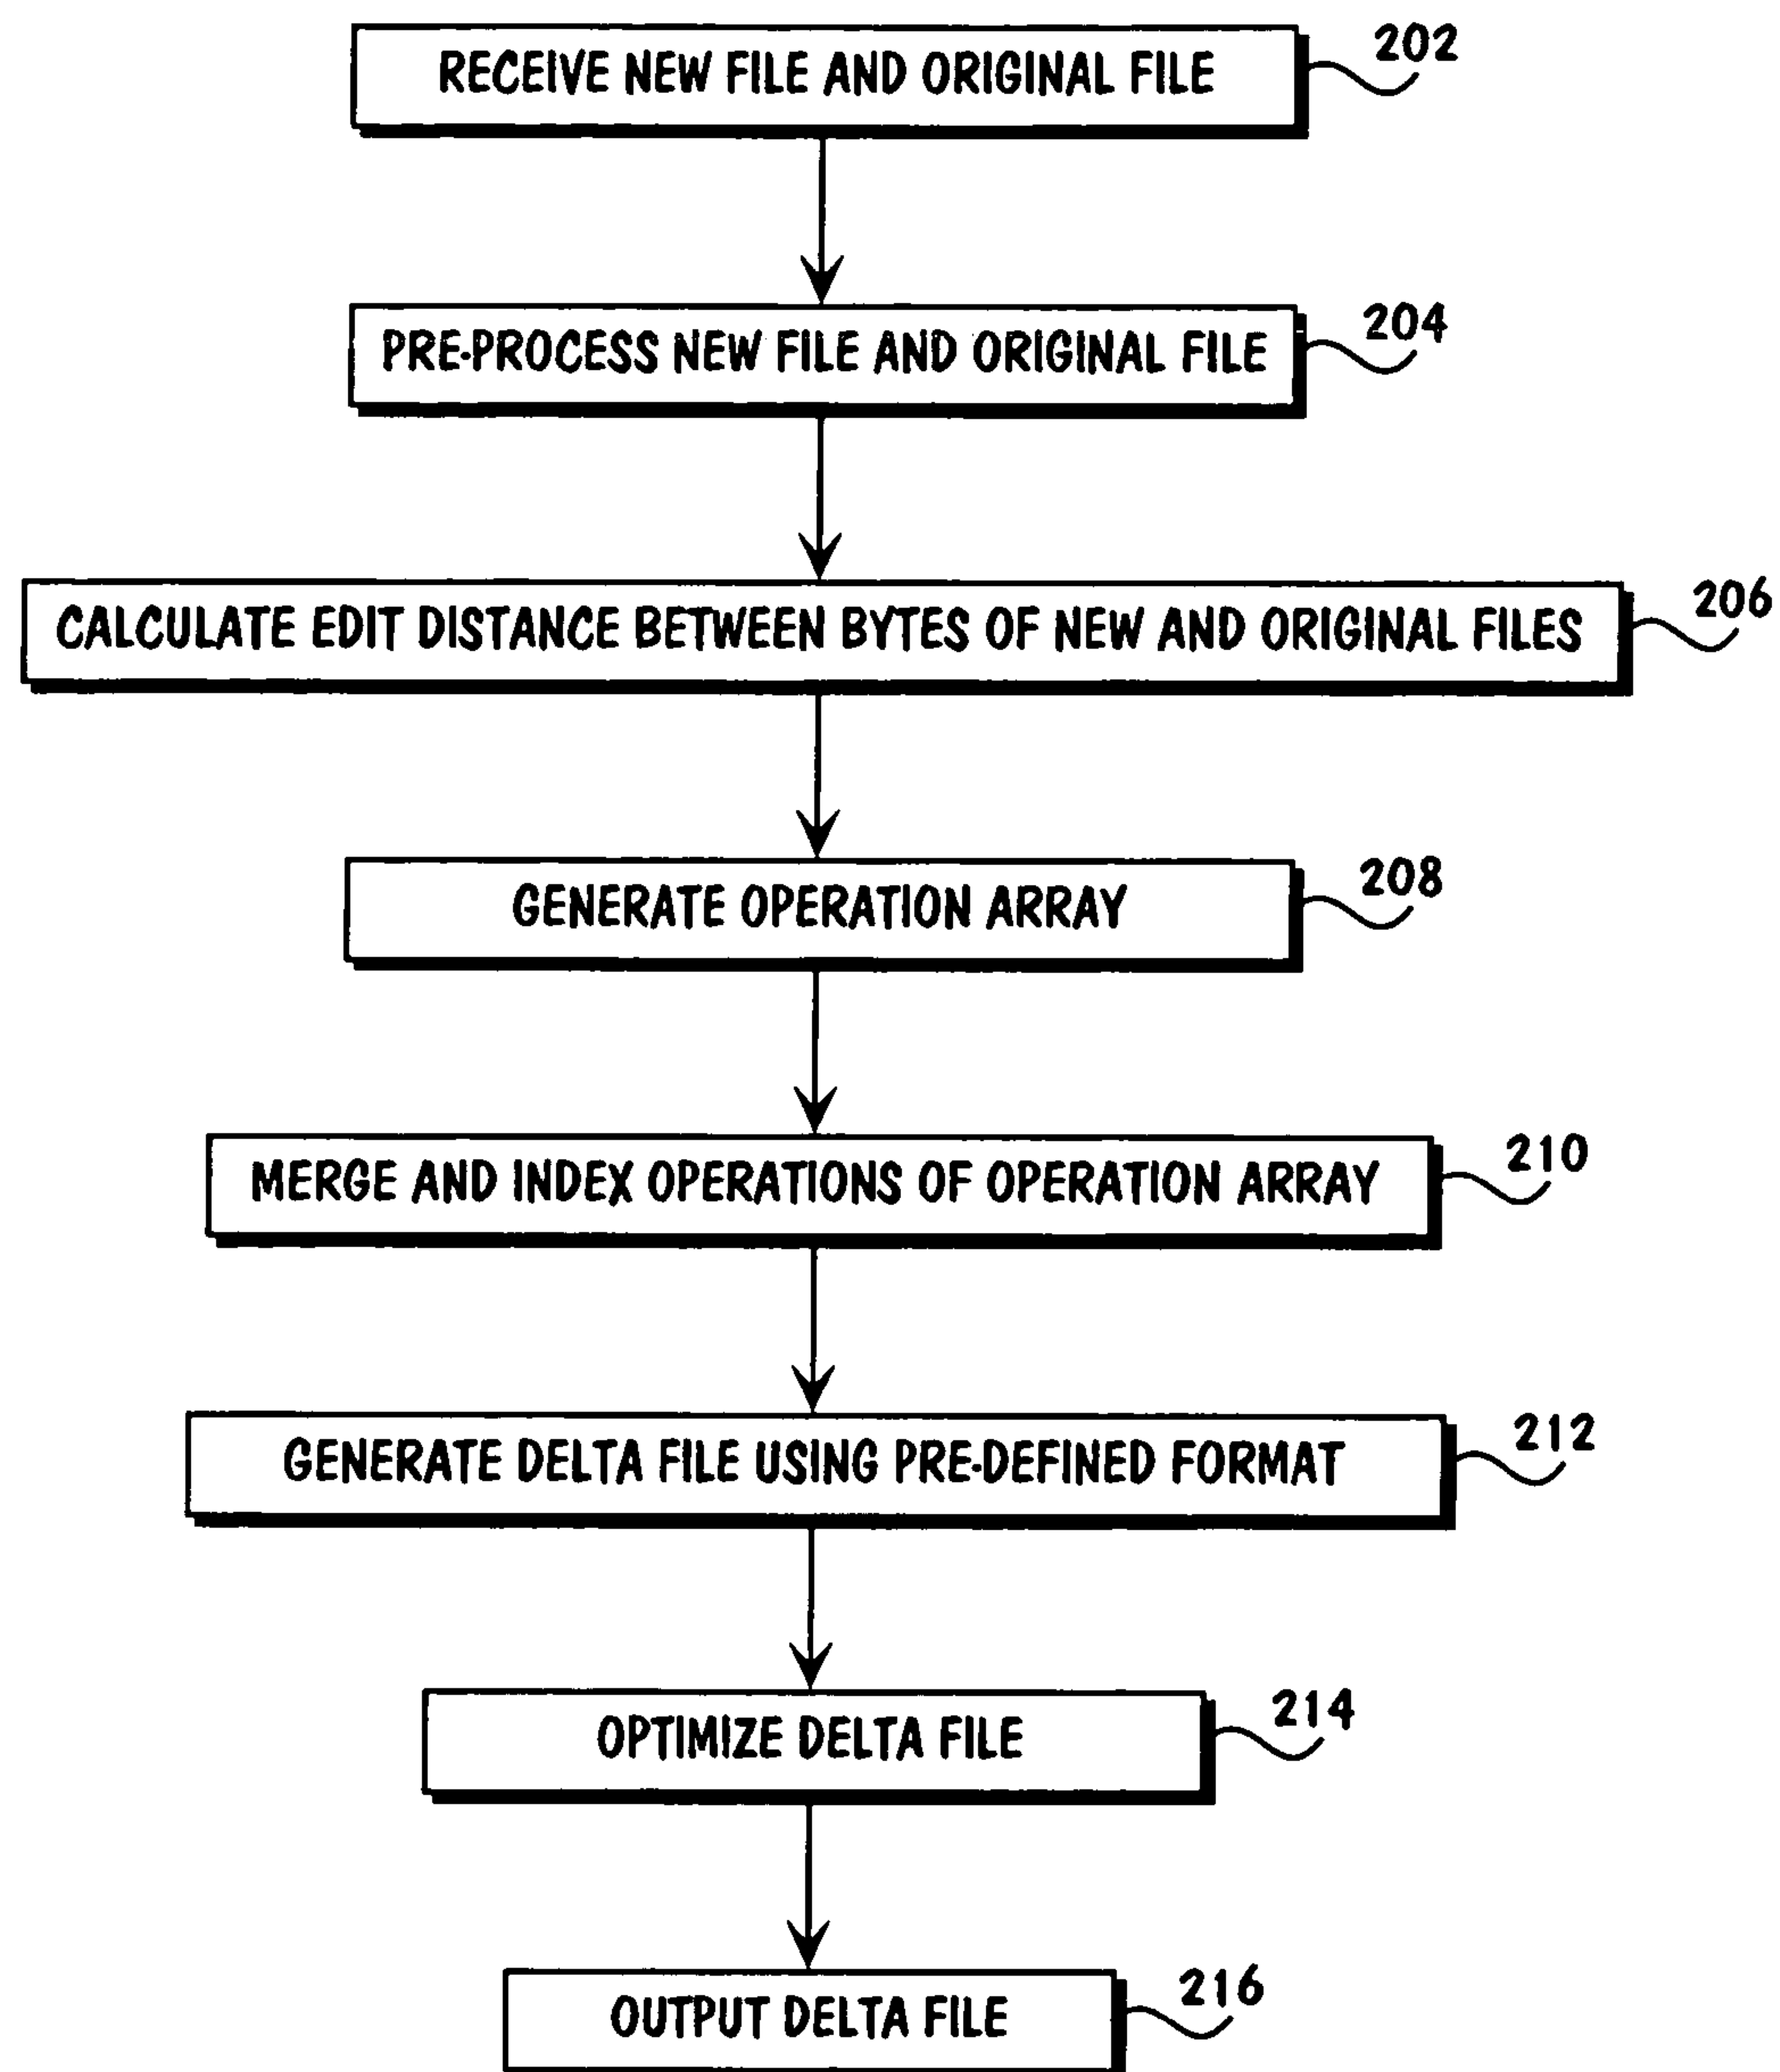 RECEIVE NEW FILE AND ORIGINAL FILE
202
PRE-PROCESS NEW FILE AND ORIGINAL FILE
204
CALCULATE EDIT DISTANCE BETWEEN BYTES OF NEW AND ORIGINAL FILES
206
GENERATE OPERATION ARRAY
208
MERGE AND INDEX OPERATIONS OF OPERATION ARRAY
210
GENERATE DELTA FILE USING PRE-DEFINED FORMAT
212
OPTIMIZE DELTA FILE
214
OUTPUT DELTA FILE
216